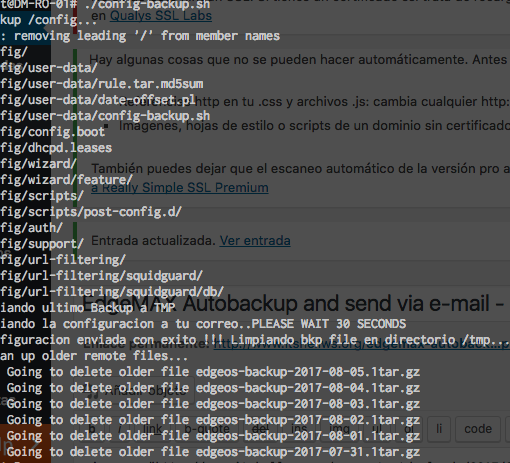 t@DM-RO-01# ./config-backup.sh
en Qualys SSL Labs
kup /config...
: removing leading '/' from member names
fig/
Hay algunas cosas que no se pueden hacer automáticamente. Antes
fig/user-data/
fig/user-data/rule.tar.md5sum
fig/user-data/date-offset.pl
http en tu .css y archivos .js: cambia cualquier http:
fig/user-data/config-backup.sh
Imagenes, hojas de estilo o scripts de un dominio sin certificado
fig/config.boot
fig/dhcpd.leases
fig/wizard/
También puedes dejar que el escaneo automático de la versión pro a
fig/wizard/feature/
a Really Simple SSL Premium
fig/scripts/
fig/scripts/post-config.d/
fig/auth/
fig/support/
Entrada actualizada. Ver entrada
fig/url-filtering/
fig/url-filtering/squidguard/
fig/url-filtering/squidguard/db/
iando ultimo Backup a TMP
EdgeMAX Autobackup and send via e-mail -
iando la configuracion a tu correo..PLEASE WAIT 30 SECONDS
figuracion enviada con exito !!! Limpiando bkp file en directorio /tmp...
an up older remote files...
Going to delete older file edgeos-backup-2017-08-05.1tar.gz
Going to delete older file edgeos-backup-2017-08-04.1tar.gz
Going to delete older file edgeos-backup-2017-08-03.1tar.gz
Going to delete older file edgeos-backup-2017-08-02.1tar.gz
Going to delete older file edgeos-backup-2017-08-01.1tar.gz
Going to delete older file edgeos-backup-2017-07-31.1tar.gz
li code